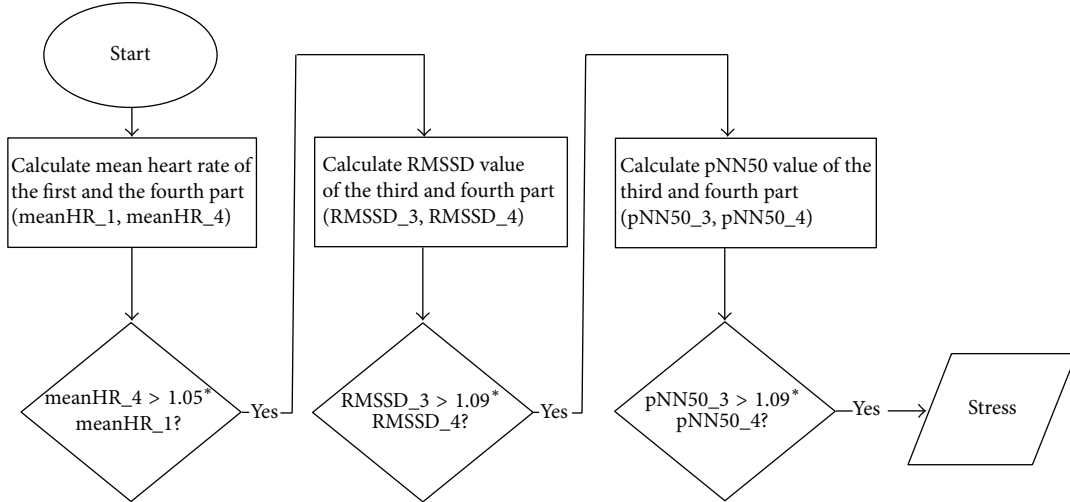 Start
Calculate mean heart rate of
the first and the fourth part
(meanHR_1, meanHR_4)
meanHR_4 > 1.05*
meanHR_1?
Yes
Calculate RMSSD value
of the third and fourth part
(RMSSD_3, RMSSD_4)
RMSSD_3 > 1.09*
RMSSD_4?
Yes
Calculate pNN50 value of the
third and fourth part
(pNN50_3, pNN50_4)
pNN50_3 > 1.09*
pNN50_4?
Yes
Stress